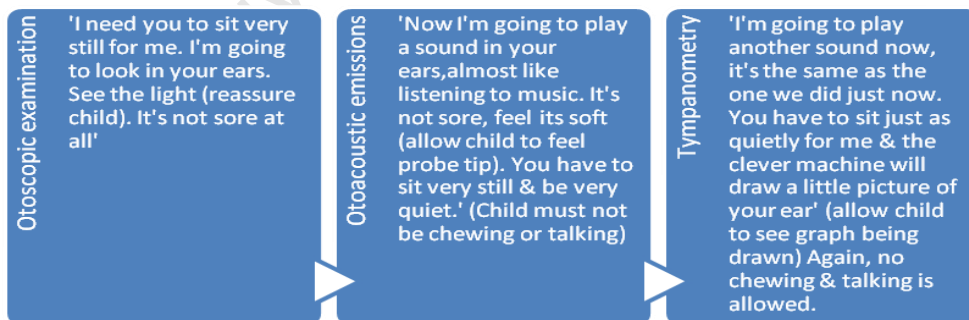 Otoscopic examination
'I need you to sit very
still for me. I'm going
to look in your ears.
See the light (reassure
child). It's not sore at
all'
Otoacoustic emissions
'Now I'm going to play
a sound in your
ears,almost like
listening to music. It's
not sore, feel its soft
(allow child to feel
probe tip). You have to
sit very still & be very
quiet.' (Child must not
be chewing or talking)
Tympanometry
'I'm going to play
another sound now,
it's the same as the
one we did just now.
You have to sit just as
quietly for me & the
clever machine will
draw a little picture of
your ear' (allow child
to see graph being
drawn) Again, no
chewing & talking is
allowed.